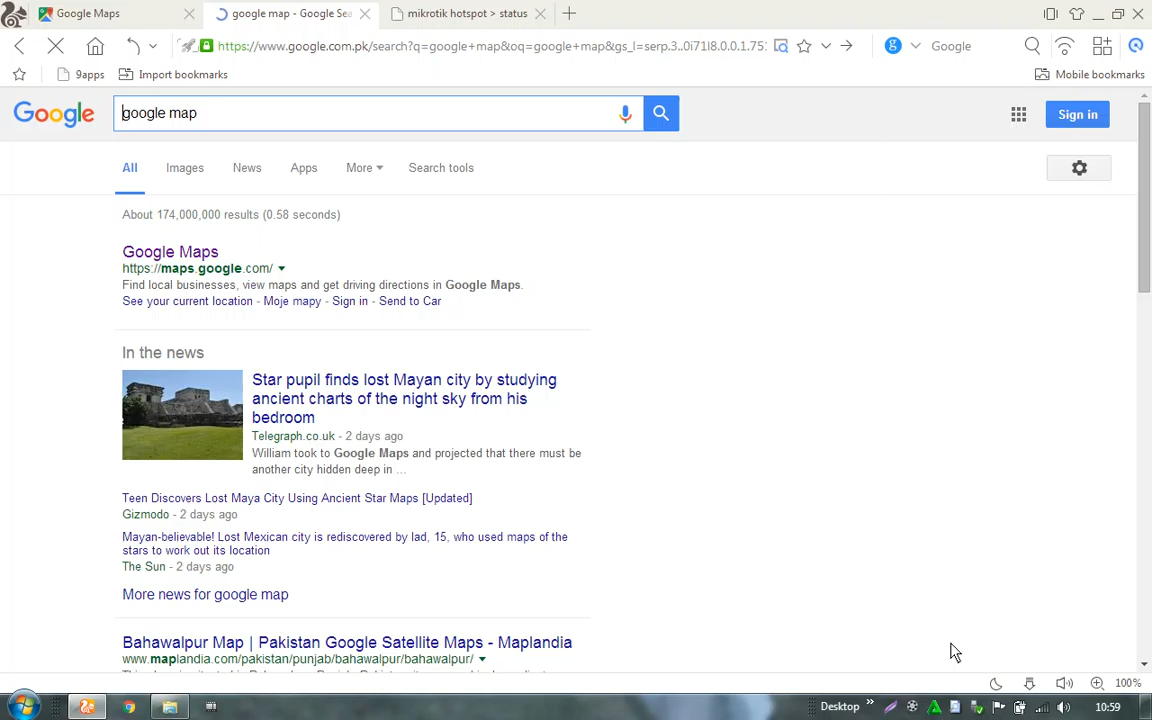 Google Maps
google map - Google Sea
mikrotik hotspot > status
https://www.google.com.pk/search?q=google+map&oq=google+map&gs_l=serp.3..0i71l8.0.0.1.751
Google
9apps
Import bookmarks
Mobile bookmarks
Google
google map
Sign in
All
Images
News
Apps
More
Search tools
About 174,000,000 results (0.58 seconds)
Google Maps
https://maps.google.com/
Find local businesses, view maps and get driving directions in Google Maps.
See your current location - Moje mapy - Sign in - Send to Car
In the news
Star pupil finds lost Mayan city by studying
ancient charts of the night sky from his
bedroom
Telegraph.co.uk - 2 days ago
William took to Google Maps and projected that there must be
another city hidden deep in ...
Teen Discovers Lost Maya City Using Ancient Star Maps [Updated]
Gizmodo - 2 days ago
Mayan-believable! Lost Mexican city is rediscovered by lad, 15, who used maps of the
stars to work out its location
The Sun - 2 days ago
More news for google map
Bahawalpur Map | Pakistan Google Satellite Maps - Maplandia
www.maplandia.com/pakistan/punjab/bahawalpur/bahawalpur/
100%
Desktop
10:59